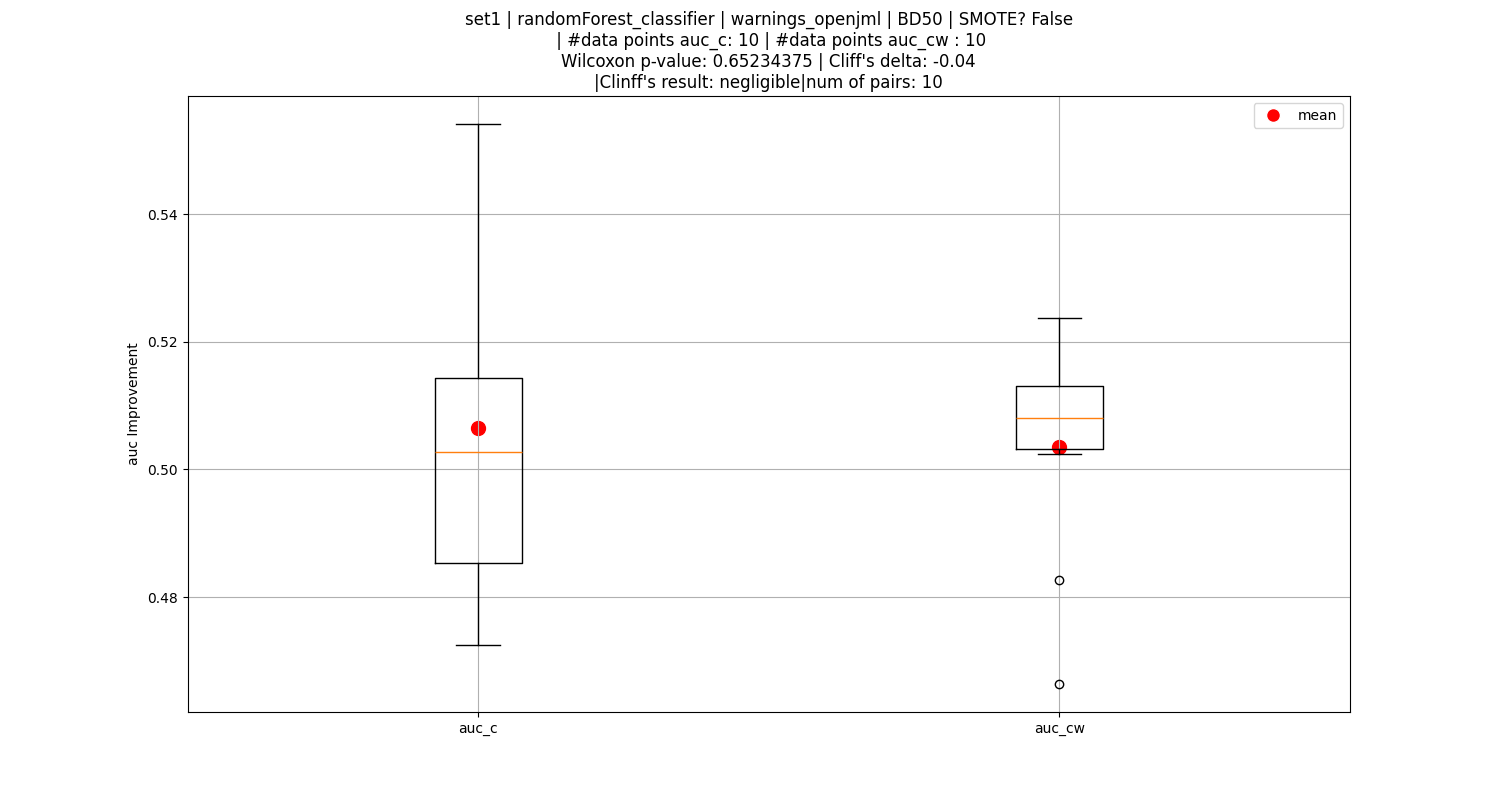 set1 | randomForest_classifier | warnings_openjml | BD50 | SMOTE? False
| #data points auc_c: 10 | #data points auc_cw : 10
Wilcoxon p-value: 0.65234375 | Cliff's delta: -0.04
|Clinff's result: negligible|num of pairs: 10
mean
0.54
0.52
0.50
0.48
auc Improvement
auc_c
auc_cw